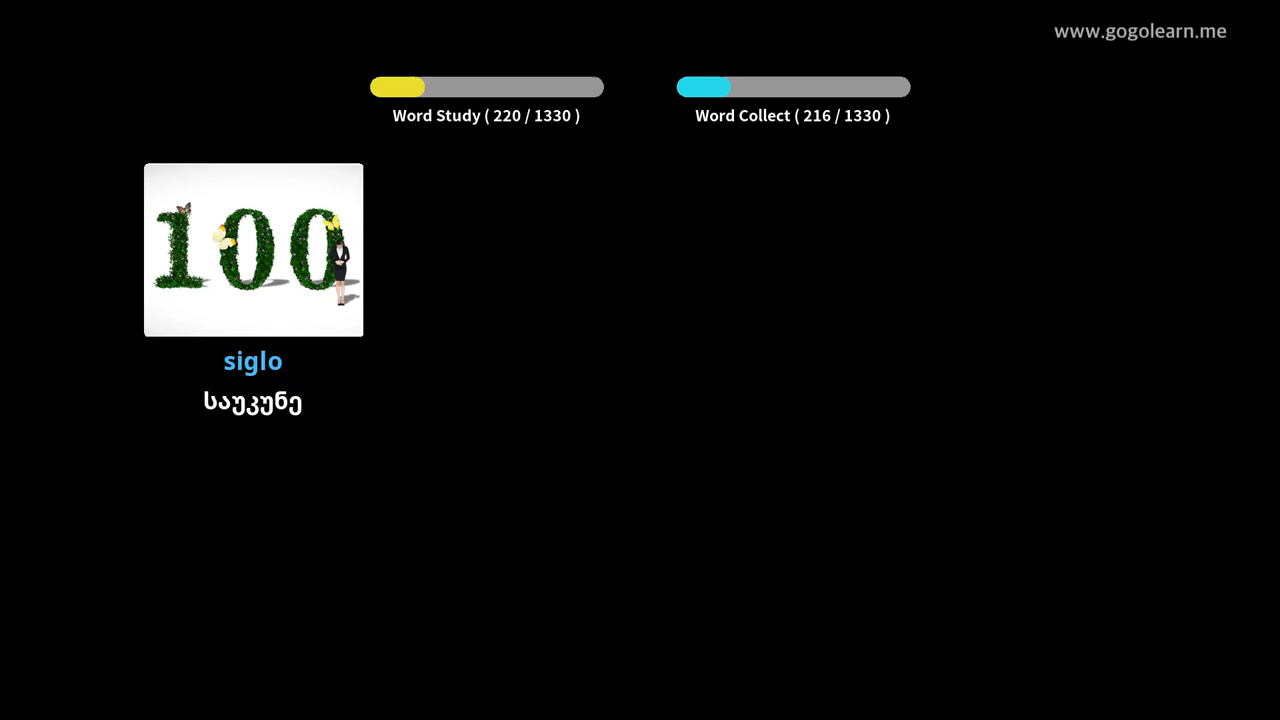 www.gogolearn.me
Word Study ( 220 / 1330 )
Word Collect ( 216 / 1330 )
100
siglo
საუკუნე